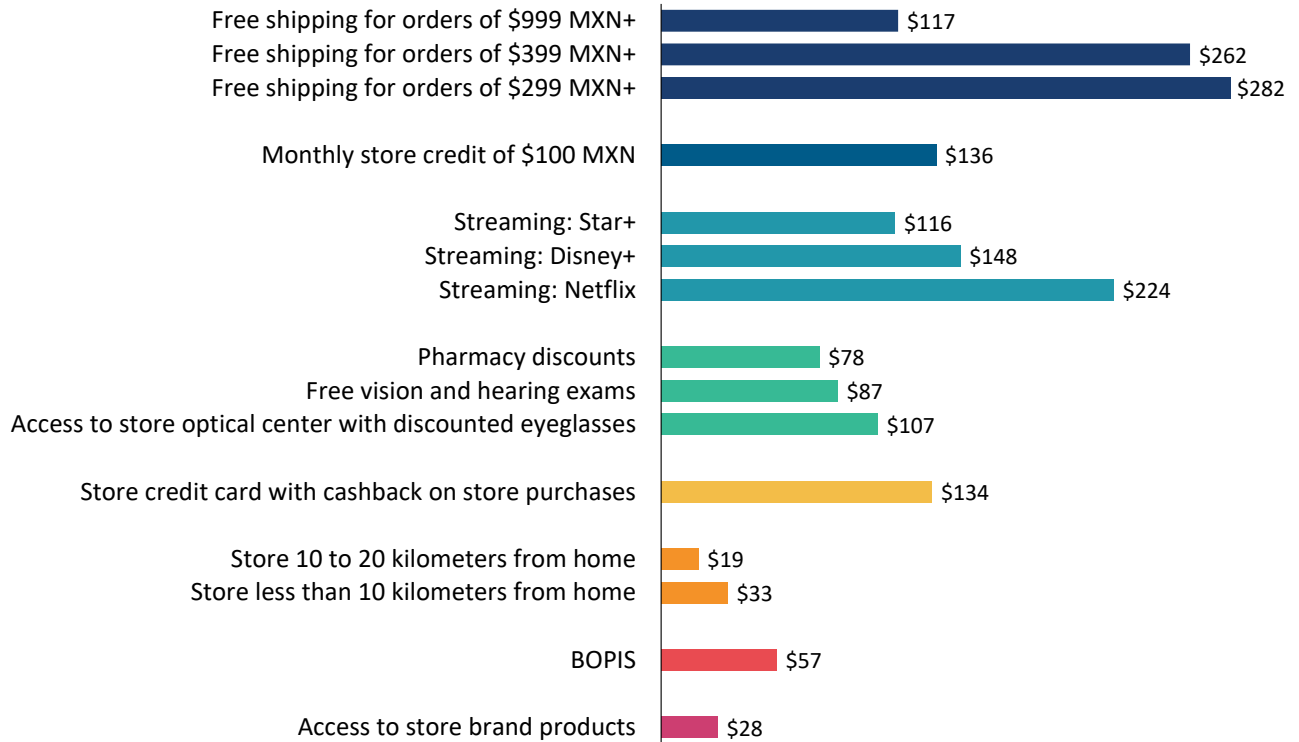 Free shipping for orders of $999 MXN+ $117
Free shipping for orders of $399 MXN+ $262
Free shipping for orders of $299 MXN+ $282
Monthly store credit of $100 MXN $136
Streaming: Star+ $116
Streaming: Disney+ $148
Streaming: Netflix $224
Pharmacy discounts $78
Free vision and hearing exams $87
Access to store optical center with discounted eyeglasses $107
Store credit card with cashback on store purchases $134
Store 10 to 20 kilometers from home $19
Store less than 10 kilometers from home $33
BOPIS $57
Access to store brand products $28